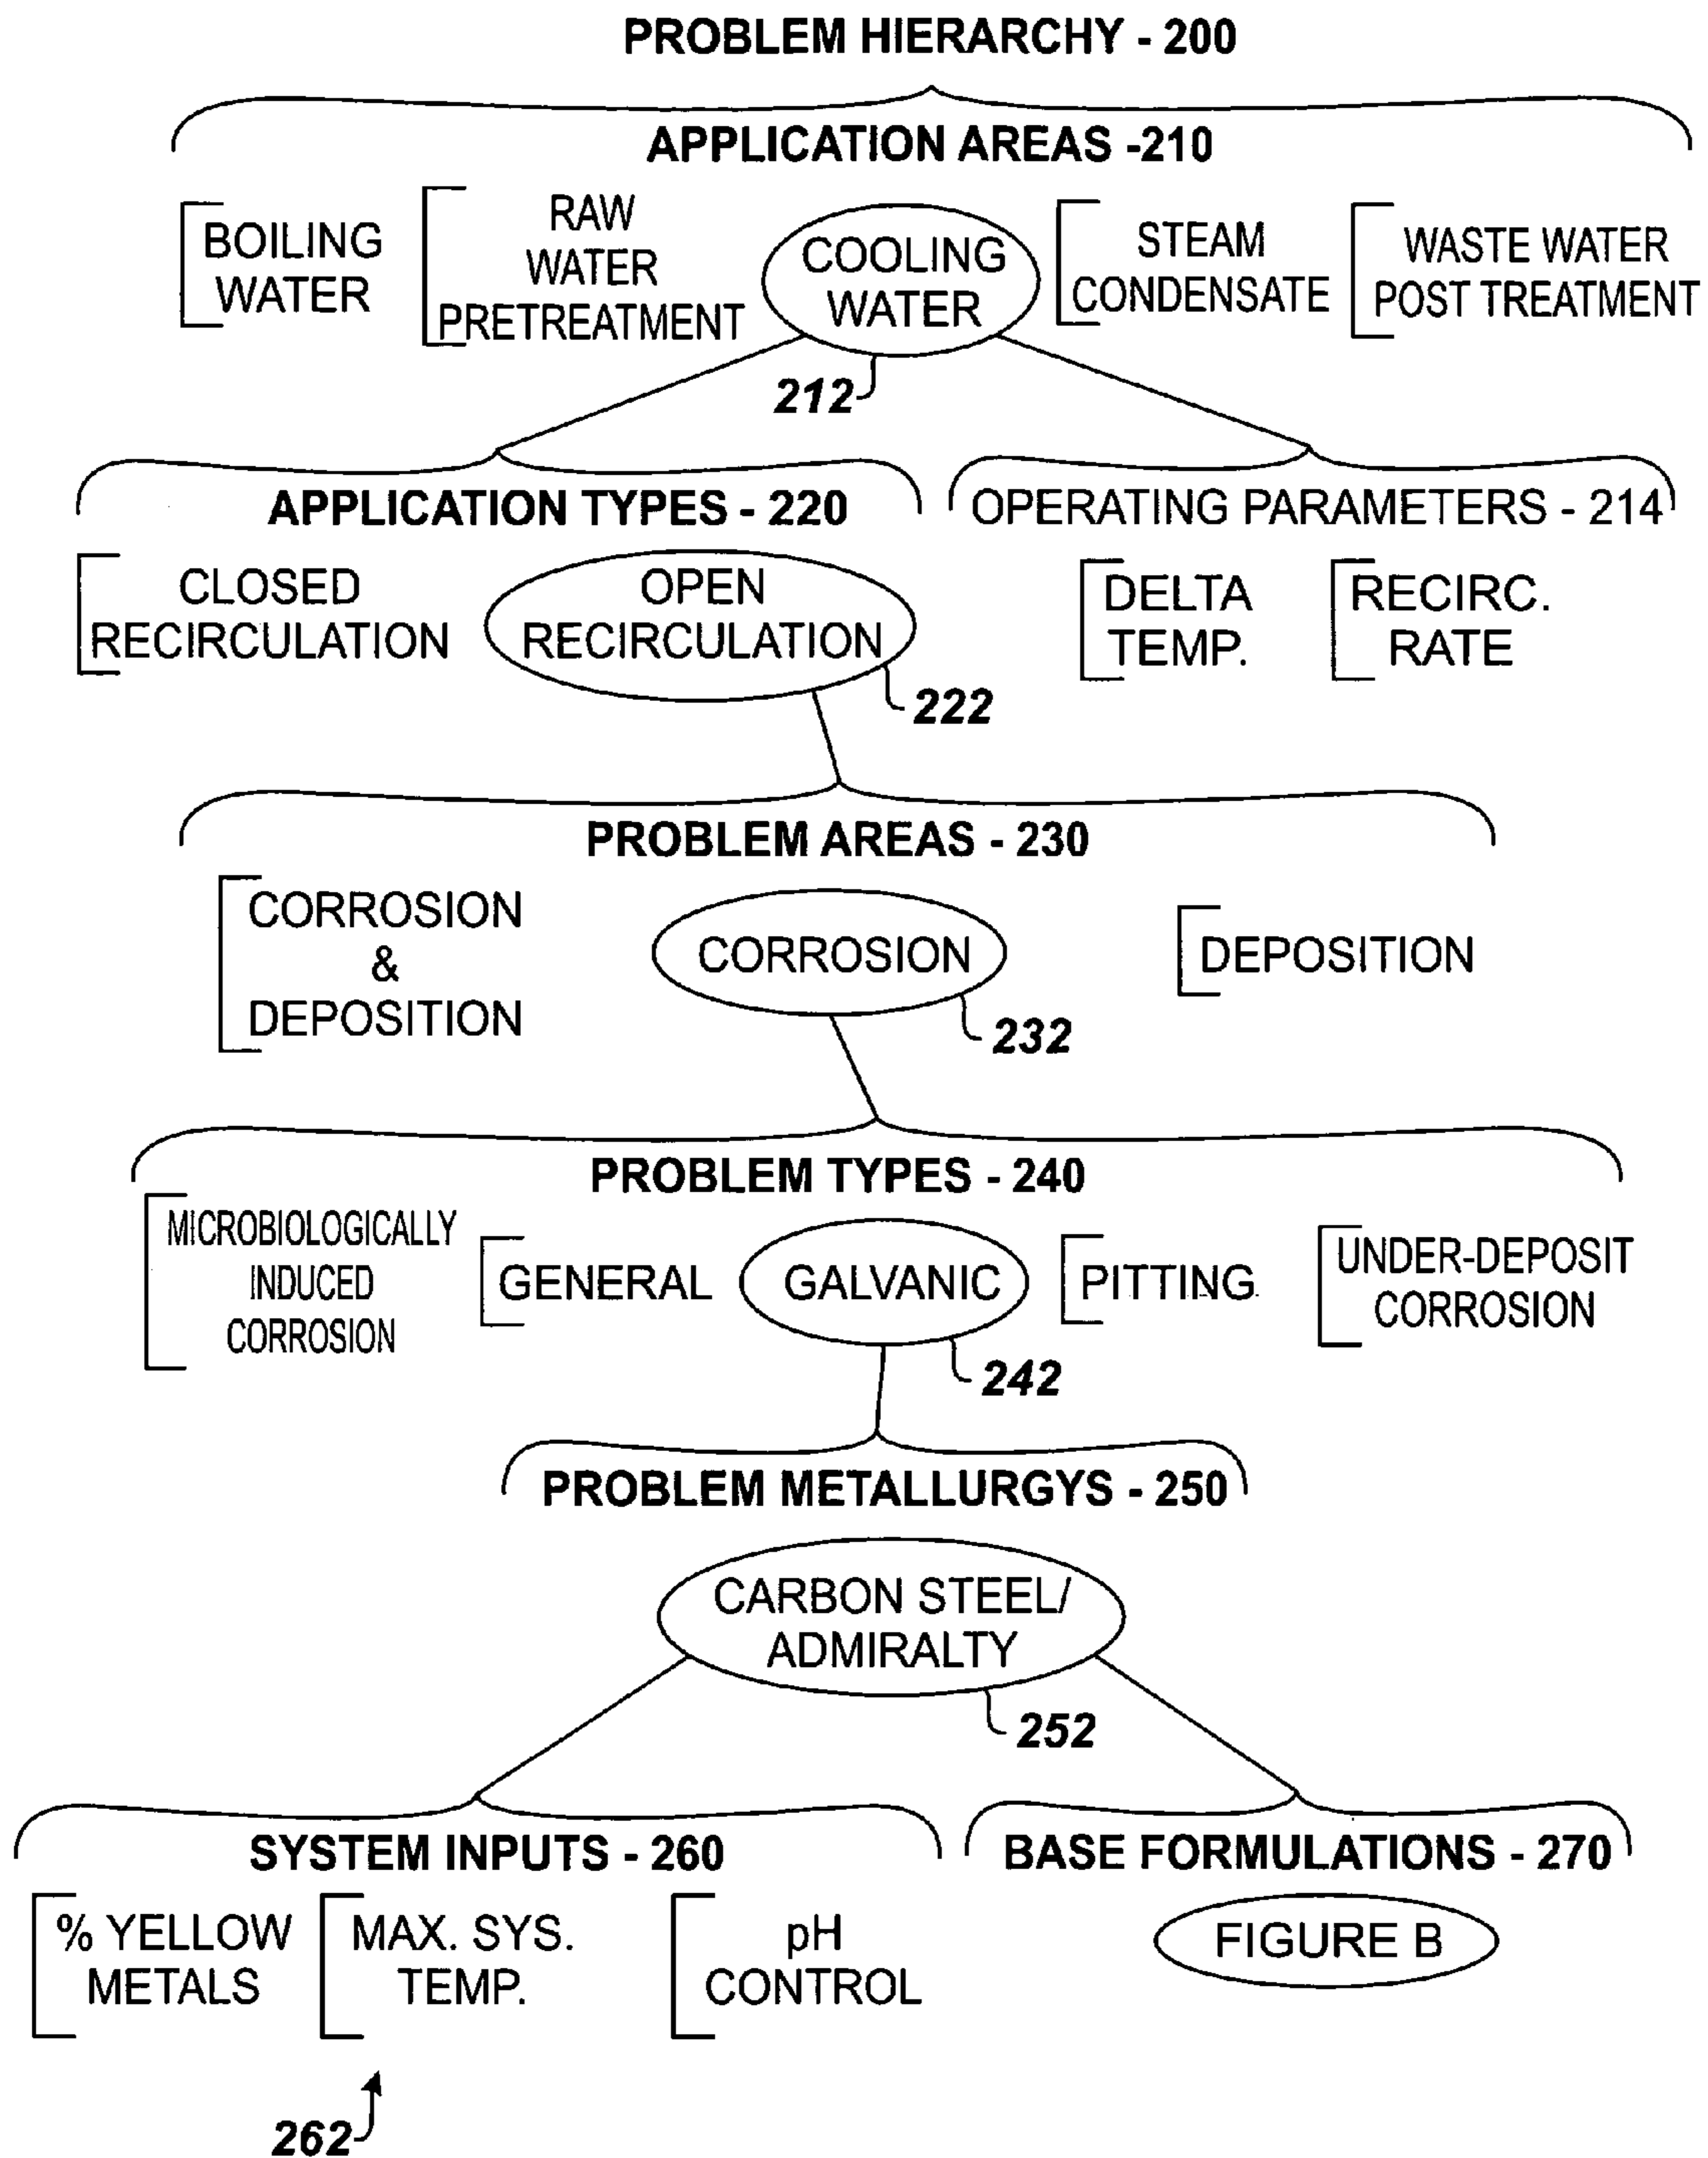 PROBLEM HIERARCHY - 200
APPLICATION AREAS -210
BOILING
WATER
RAW
WATER
PRETREATMENT
COOLING
WATER
STEAM
CONDENSATE
WASTE WATER
POST TREATMENT
212
APPLICATION TYPES - 220
OPERATING PARAMETERS - 214
CLOSED
RECIRCULATION
OPEN
RECIRCULATION
DELTA
TEMP.
RECIRC.
RATE
222
PROBLEM AREAS - 230
CORROSION
&
DEPOSITION
CORROSION
DEPOSITION
232
PROBLEM TYPES - 240
MICROBIOLOGICALLY
INDUCED
CORROSION
GENERAL
GALVANIC
PITTING
UNDER-DEPOSIT
CORROSION
242
PROBLEM METALLURGYS - 250
CARBON STEEL/
ADMIRALTY
252
SYSTEM INPUTS - 260
BASE FORMULATIONS - 270
% YELLOW
METALS
MAX. SYS.
TEMP.
pH
CONTROL
FIGURE B
262